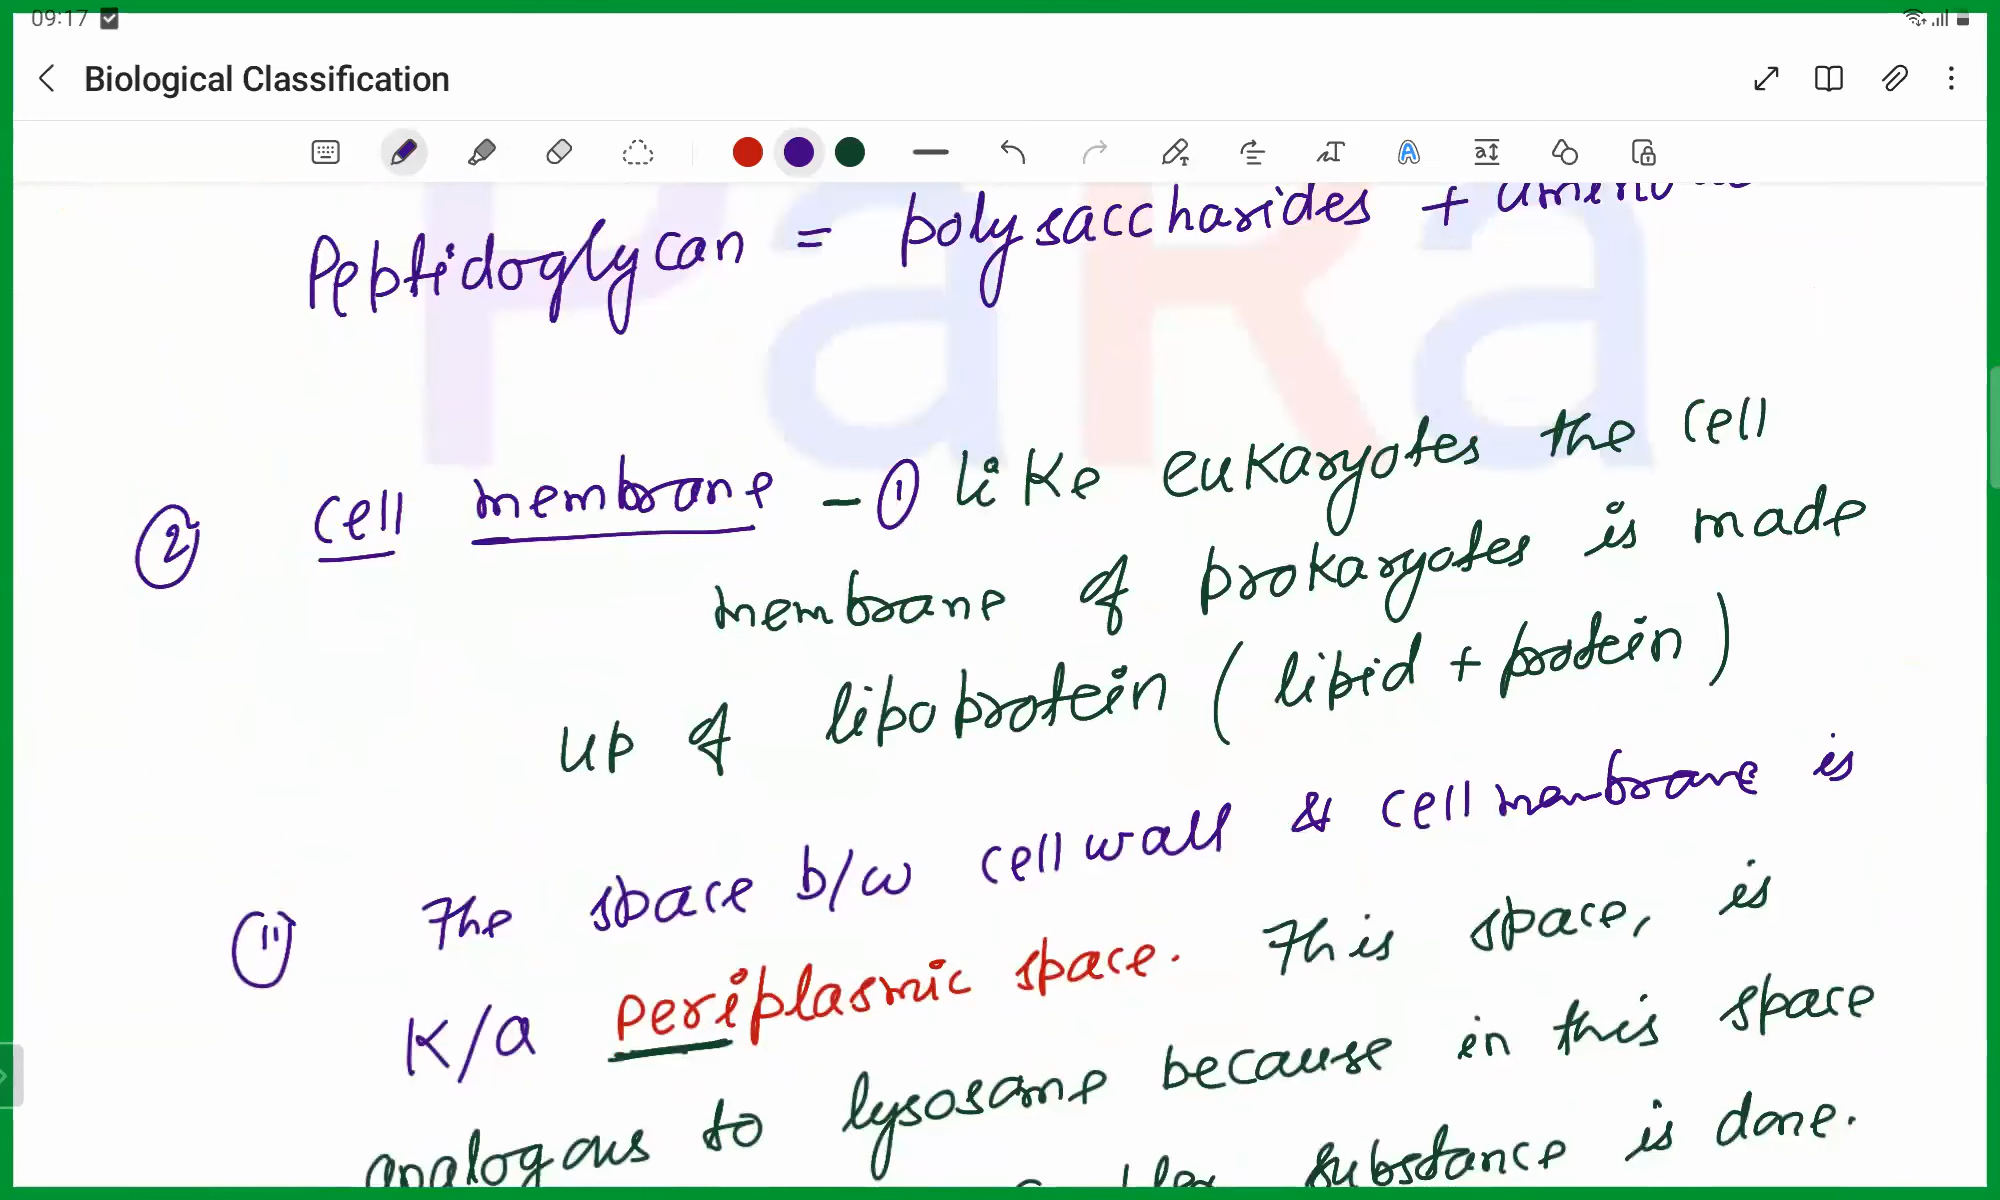 09:17
Biological Classification
PaRa
Peptidoglycan = polysaccharides + amino
② cell membrane - ① like eukaryotes the cell
membrane of prokaryotes is made
up of lipoprotein ( lipid + protein )
⑪ The space b/w cell wall & cell membrane is
K/a periplasmic space. This space, is
analogous to lysosome because in this space
substance is done.